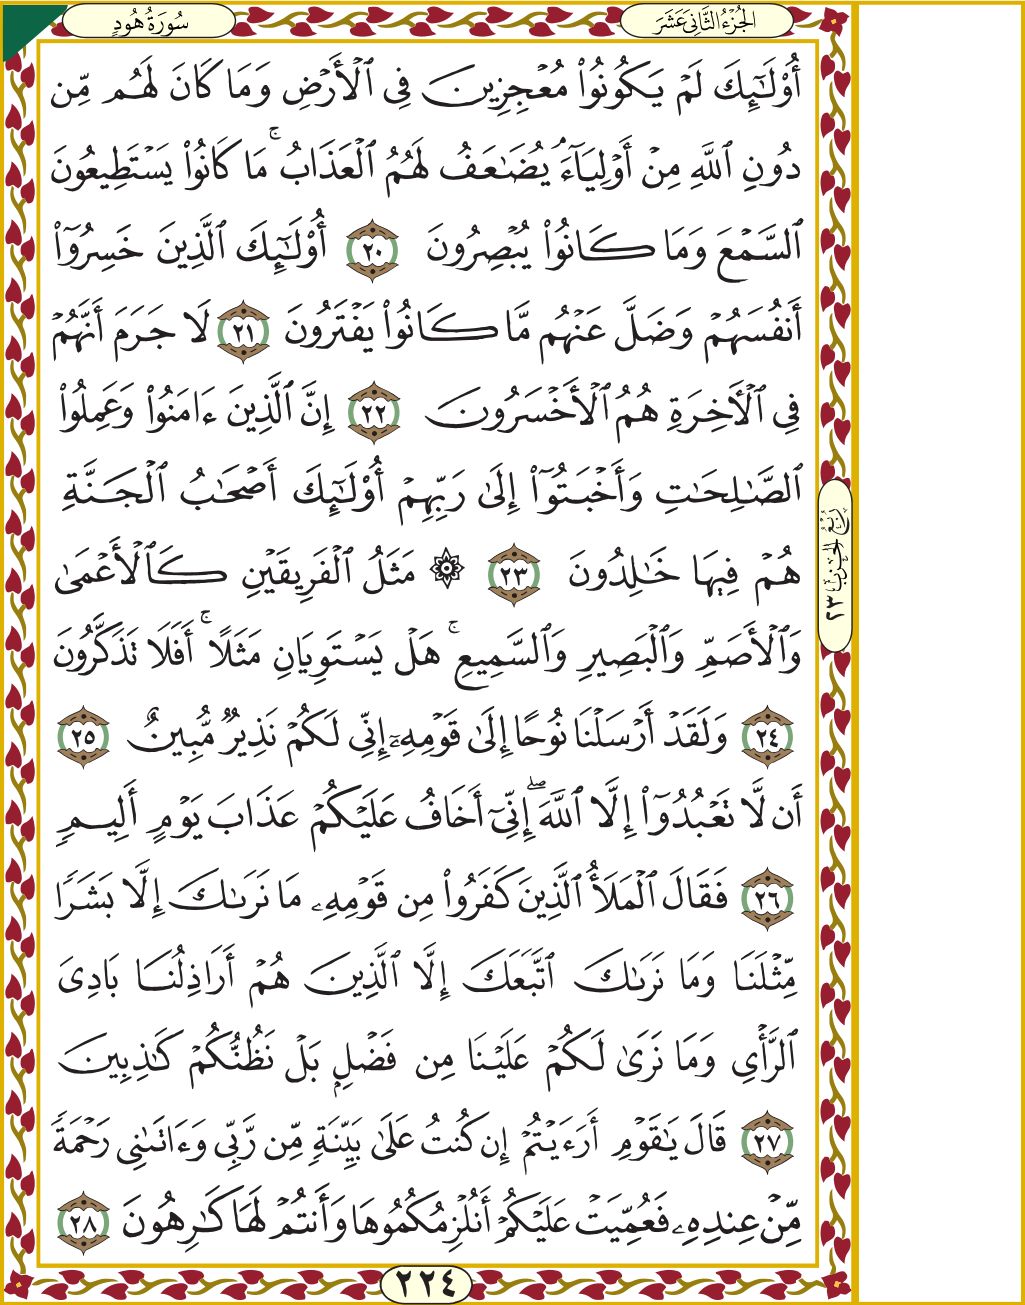 سُورَةُ هُودٍ
الجُزْءُ الثَّانِىَ عَشَرَ
أُوْلَٰٓئِكَ لَمْ يَكُونُواْ مُعْجِزِينَ فِي ٱلْأَرْضِ وَمَا كَانَ لَهُم مِّن
دُونِ ٱللَّهِ مِنْ أَوْلِيَآءَۘ يُضَٰعَفُ لَهُمُ ٱلْعَذَابُۚ مَا كَانُواْ يَسْتَطِيعُونَ
ٱلسَّمْعَ وَمَا كَانُواْ يُبْصِرُونَ ٢٠ أُوْلَٰٓئِكَ ٱلَّذِينَ خَسِرُوٓاْ
أَنفُسَهُمْ وَضَلَّ عَنْهُم مَّا كَانُواْ يَفْتَرُونَ ٢١ لَا جَرَمَ أَنَّهُمْ
فِي ٱلْأَخِرَةِ هُمُ ٱلْأَخْسَرُونَ ٢٢ إِنَّ ٱلَّذِينَ ءَامَنُواْ وَعَمِلُواْ
ٱلصَّٰلِحَٰتِ وَأَخْبَتُوٓاْ إِلَىٰ رَبِّهِمْ أُوْلَٰٓئِكَ أَصْحَٰبُ ٱلْجَنَّةِ
هُمْ فِيهَا خَٰلِدُونَ ٢٣ ۞ مَثَلُ ٱلْفَرِيقَيْنِ كَٱلْأَعْمَىٰ
وَٱلْأَصَمِّ وَٱلْبَصِيرِ وَٱلسَّمِيعِۚ هَلْ يَسْتَوِيَانِ مَثَلًاۚ أَفَلَا تَذَكَّرُونَ
٢٤ وَلَقَدْ أَرْسَلْنَا نُوحًا إِلَىٰ قَوْمِهِۦٓ إِنِّي لَكُمْ نَذِيرٌ مُّبِينٌ ٢٥
أَن لَّا تَعْبُدُوٓاْ إِلَّا ٱللَّهَۖ إِنِّيٓ أَخَافُ عَلَيْكُمْ عَذَابَ يَوْمٍ أَلِيمٍ
٢٦ فَقَالَ ٱلْمَلَأُ ٱلَّذِينَ كَفَرُواْ مِن قَوْمِهِۦ مَا نَرَىٰكَ إِلَّا بَشَرًا
مِّثْلَنَا وَمَا نَرَىٰكَ ٱتَّبَعَكَ إِلَّا ٱلَّذِينَ هُمْ أَرَاذِلُنَا بَادِيَ
ٱلرَّأْيِ وَمَا نَرَىٰ لَكُمْ عَلَيْنَا مِن فَضْلِۭ بَلْ نَظُنُّكُمْ كَٰذِبِينَ
٢٧ قَالَ يَٰقَوْمِ أَرَءَيْتُمْ إِن كُنتُ عَلَىٰ بَيِّنَةٍ مِّن رَّبِّي وَءَاتَىٰنِي رَحْمَةً
مِّنْ عِندِهِۦ فَعُمِّيَتْ عَلَيْكُمْ أَنُلْزِمُكُمُوهَا وَأَنتُمْ لَهَا كَٰرِهُونَ ٢٨
رُبْعُ الحِزْبِ ٢٣
٢٢٤